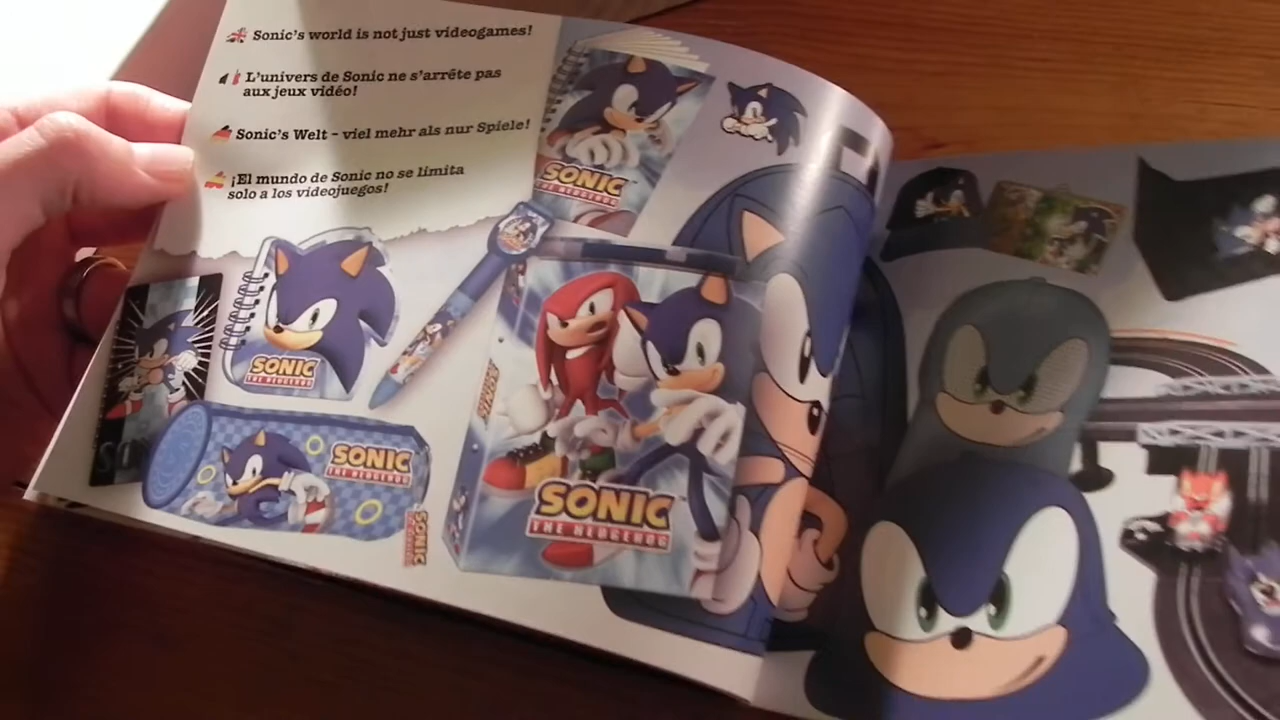 Sonic's world is not just videogames!
L'univers de Sonic ne s'arrête pas
aux jeux vidéo!
Sonic's Welt - viel mehr als nur Spiele!
¡El mundo de Sonic no se limita
solo a los videojuegos!
SONIC
THE HEDGEHOG
SONIC
THE HEDGEHOG
SONIC
THE HEDGEHOG
SONIC
SONIC
THE HEDGEHOG
SONIC